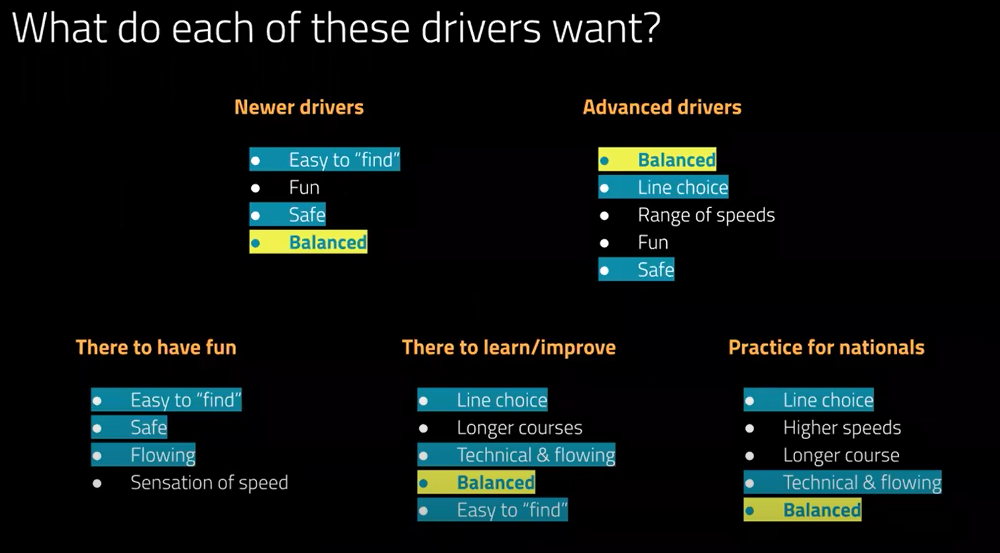 What do each of these drivers want?
Newer drivers
● Easy to “find”
● Fun
● Safe
● Balanced
Advanced drivers
● Balanced
● Line choice
● Range of speeds
● Fun
● Safe
There to have fun
● Easy to “find”
● Safe
● Flowing
● Sensation of speed
There to learn/improve
● Line choice
● Longer courses
● Technical & flowing
● Balanced
● Easy to “find”
Practice for nationals
● Line choice
● Higher speeds
● Longer course
● Technical & flowing
● Balanced